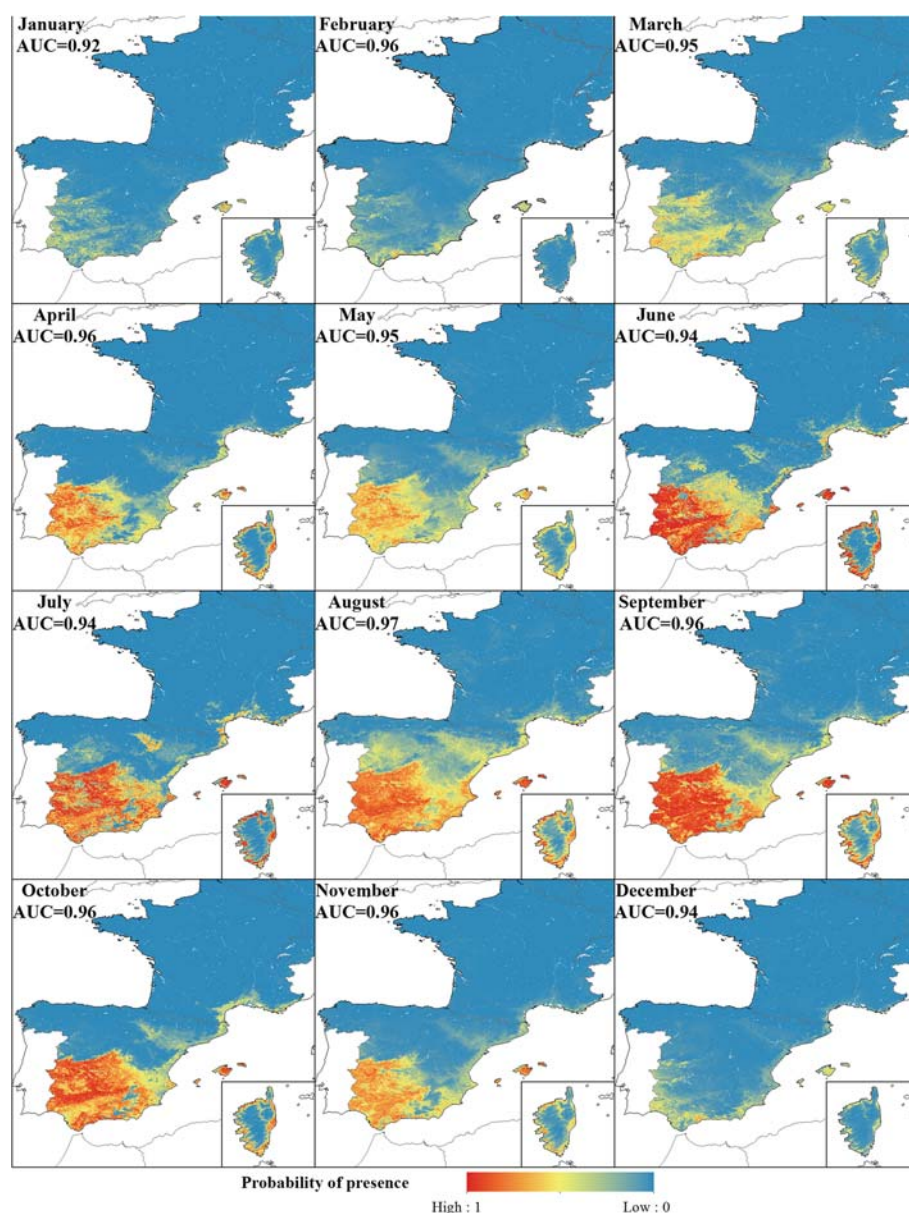 January
AUC=0.92
February
AUC=0.96
March
AUC=0.95
April
AUC=0.96
May
AUC=0.95
June
AUC=0.94
July
AUC=0.94
August
AUC=0.97
September
AUC=0.96
October
AUC=0.96
November
AUC=0.96
December
AUC=0.94
Probability of presence
High : 1
Low : 0